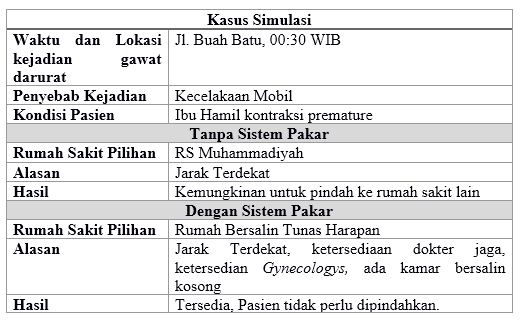 Kasus Simulasi
Waktu dan Lokasi kejadian gawat darurat Jl. Buah Batu, 00:30 WIB
Penyebab Kejadian Kecelakaan Mobil
Kondisi Pasien Ibu Hamil kontraksi premature
Tanpa Sistem Pakar
Rumah Sakit Pilihan RS Muhammadiyah
Alasan Jarak Terdekat
Hasil Kemungkinan untuk pindah ke rumah sakit lain
Dengan Sistem Pakar
Rumah Sakit Pilihan Rumah Bersalin Tunas Harapan
Alasan Jarak Terdekat, ketersediaan dokter jaga,
ketersedian Gynecologys, ada kamar bersalin
kosong
Hasil Tersedia, Pasien tidak perlu dipindahkan.